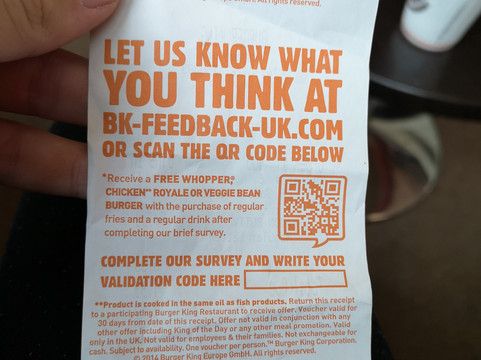 All rights reserved.
LET US KNOW WHAT
YOU THINK AT
BK-FEEDBACK-UK.COM
OR SCAN THE QR CODE BELOW
*Receive a FREE WHOPPER,®
CHICKEN** ROYALE OR VEGGIE BEAN
BURGER with the purchase of regular
fries and a regular drink after
completing our brief survey.
COMPLETE OUR SURVEY AND WRITE YOUR
VALIDATION CODE HERE
**Product is cooked in the same oil as fish products. Return this receipt
to a participating Burger King Restaurant to receive offer. Voucher valid for
30 days from date of this receipt. Offer not valid in conjunction with any
other offer including King of the Day or any other meal promotion. Valid
in the UK only. Not valid for employees & their families. Not exchangeable for
cash. Subject to availability. One voucher per person.™ Burger King Corporation.
© 2014 Burger King Europe GmbH. All rights reserved.